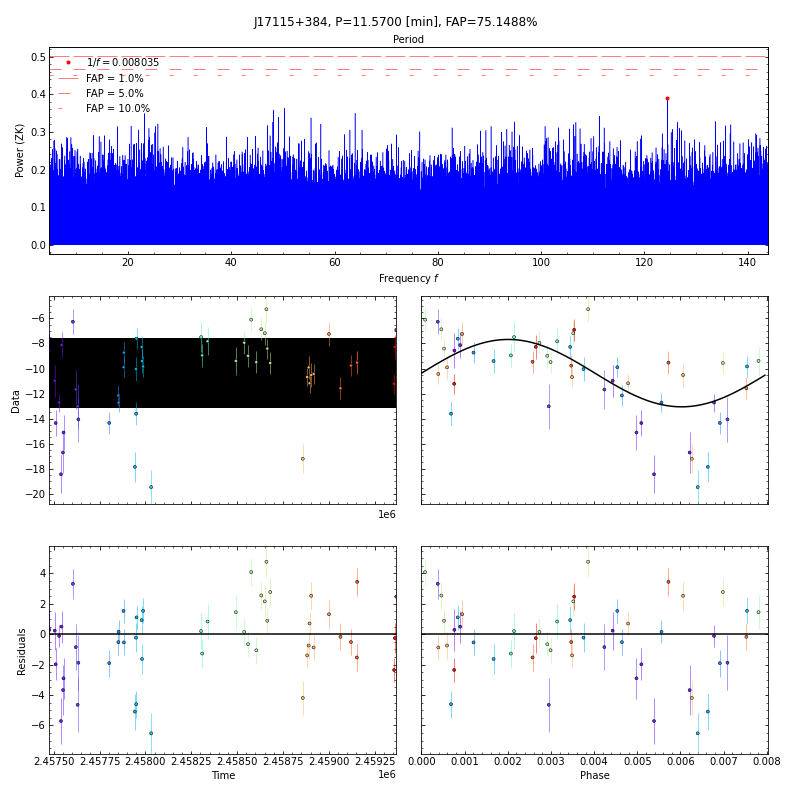 J17115+384, P=11.5700 [min], FAP=75.1488%
Period
Power (ZK)
0.5
0.4
0.3
0.2
0.1
0.0
1/f = 0.008035
FAP = 1.0%
FAP = 5.0%
FAP = 10.0%
20 40 60 80 100 120 140
Frequency f
Data
−6
−8
−10
−12
−14
−16
−18
−20
1e6
Residuals
4
2
0
−2
−4
−6
2.45750 2.45775 2.45800 2.45825 2.45850 2.45875 2.45900 2.45925
1e6
Time
0.000 0.001 0.002 0.003 0.004 0.005 0.006 0.007 0.008
Phase